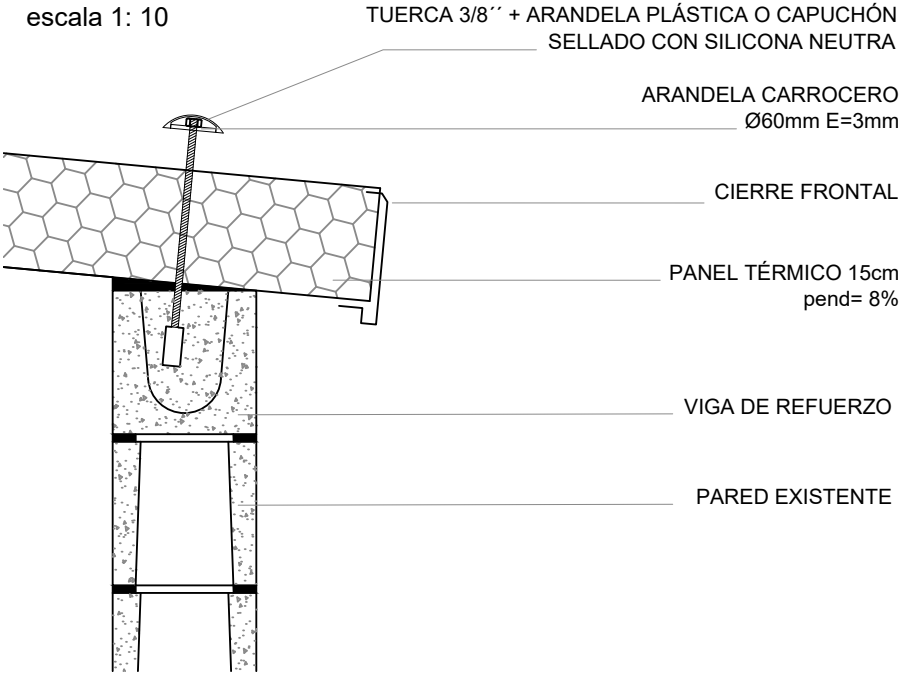 escala 1: 10
TUERCA 3/8´´ + ARANDELA PLÁSTICA O CAPUCHÓN
SELLADO CON SILICONA NEUTRA
ARANDELA CARROCERO
Ø60mm E=3mm
CIERRE FRONTAL
PANEL TÉRMICO 15cm
pend= 8%
VIGA DE REFUERZO
PARED EXISTENTE